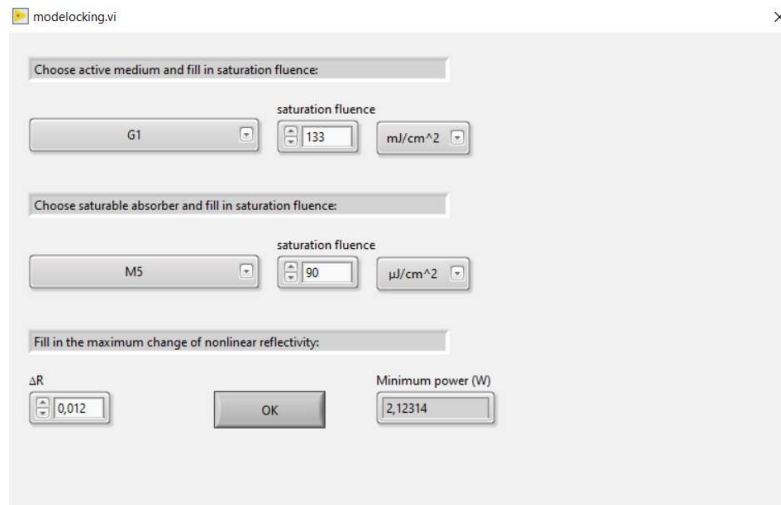 modelocking.vi
Choose active medium and fill in saturation fluence:
saturation fluence
G1
133
mJ/cm^2
Choose saturable absorber and fill in saturation fluence:
saturation fluence
M5
90
µJ/cm^2
Fill in the maximum change of nonlinear reflectivity:
ΔR
Minimum power (W)
0,012
OK
2,12314